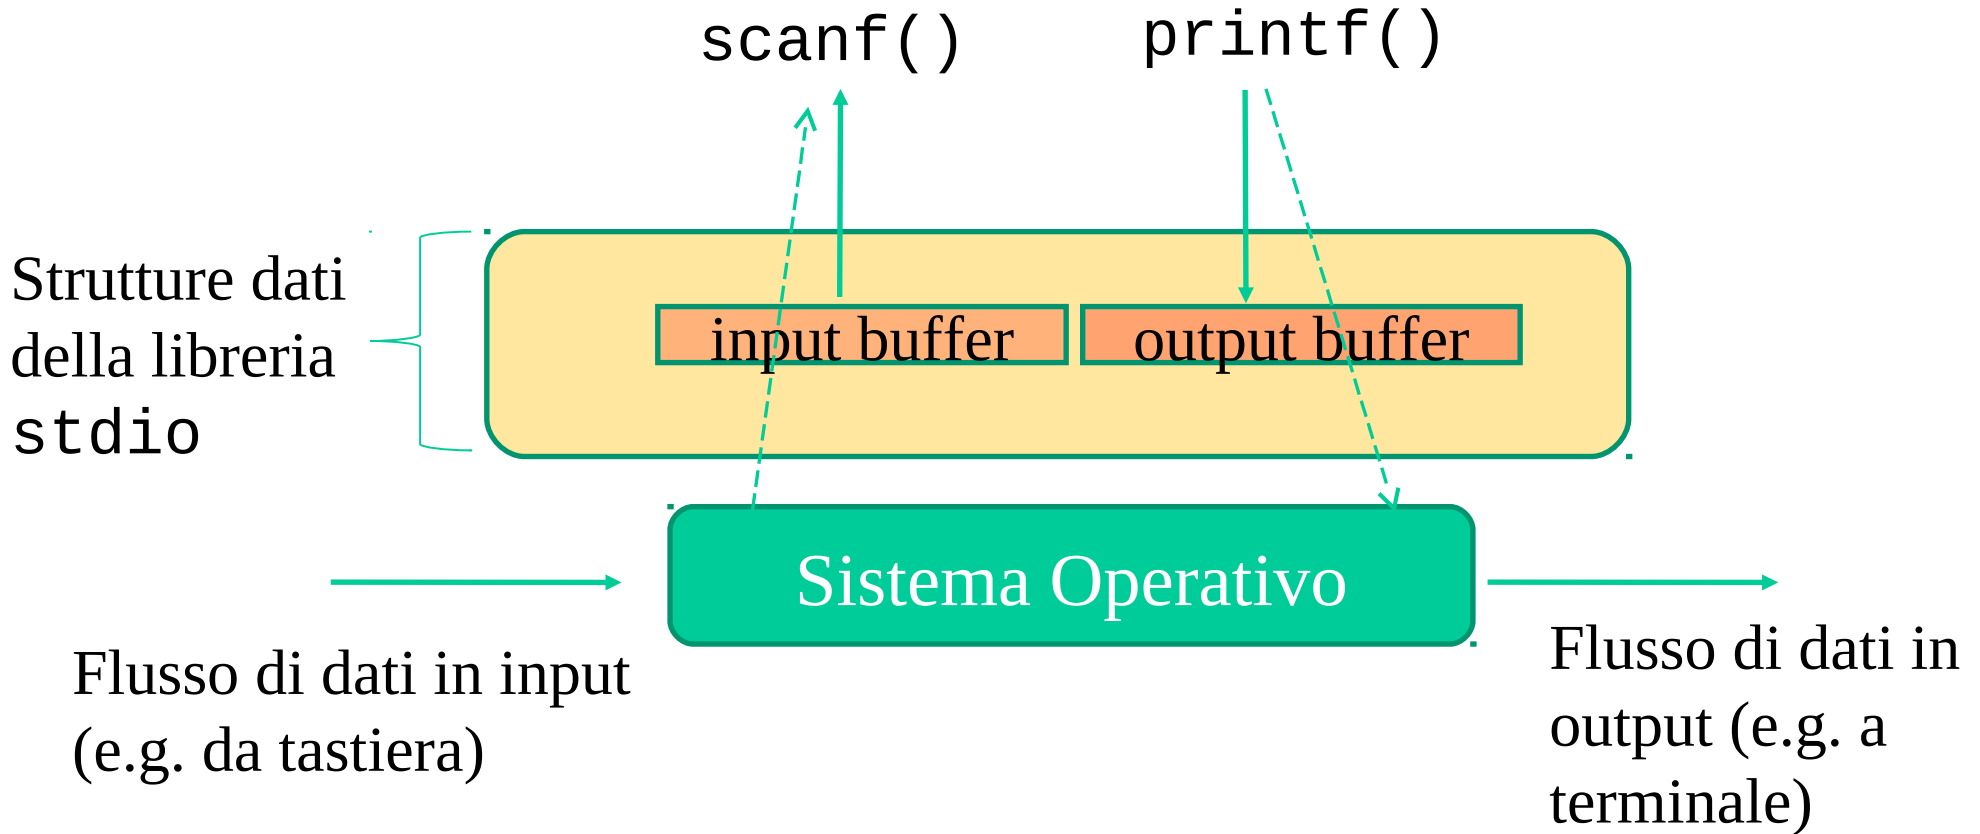 scanf()
printf()
Strutture dati
della libreria
stdio
input buffer
output buffer
Sistema Operativo
Flusso di dati in input
(e.g. da tastiera)
Flusso di dati in
output (e.g. a
terminale)